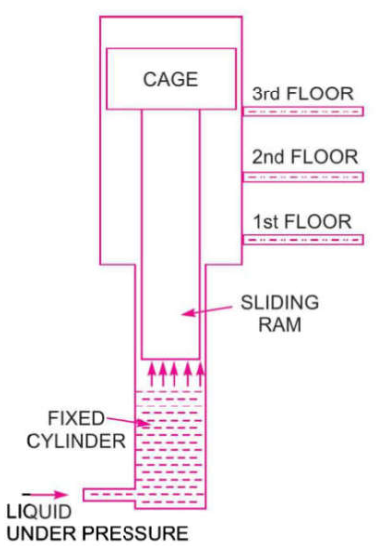 CAGE
3rd FLOOR
2nd FLOOR
1st FLOOR
SLIDING
RAM
FIXED
CYLINDER
LIQUID
UNDER PRESSURE